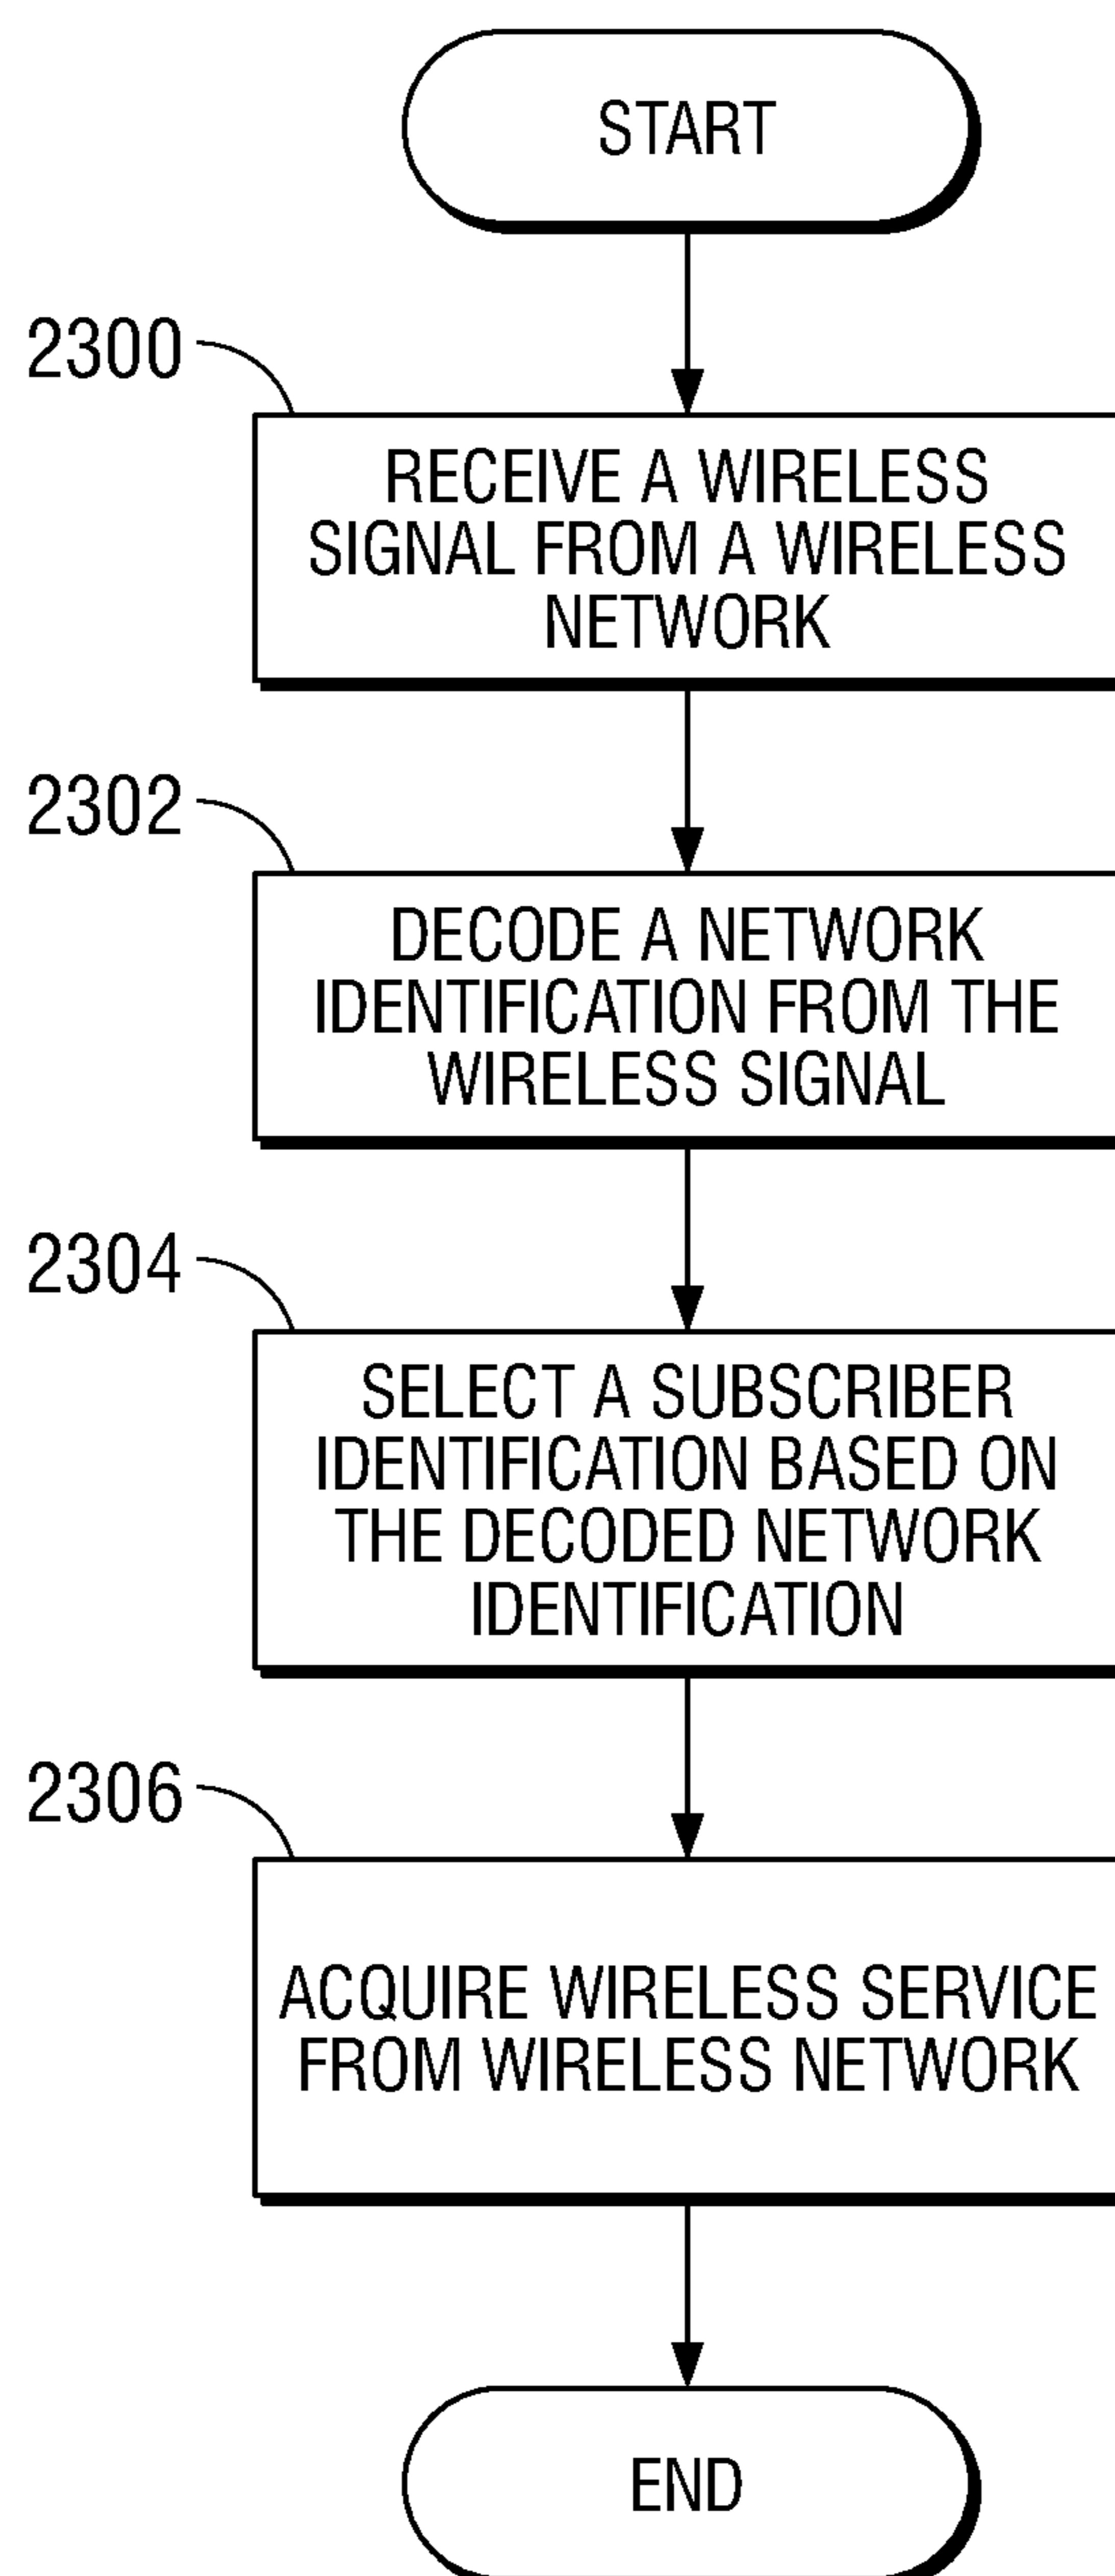 START
2300
RECEIVE A WIRELESS
SIGNAL FROM A WIRELESS
NETWORK
2302
DECODE A NETWORK
IDENTIFICATION FROM THE
WIRELESS SIGNAL
2304
SELECT A SUBSCRIBER
IDENTIFICATION BASED ON
THE DECODED NETWORK
IDENTIFICATION
2306
ACQUIRE WIRELESS SERVICE
FROM WIRELESS NETWORK
END